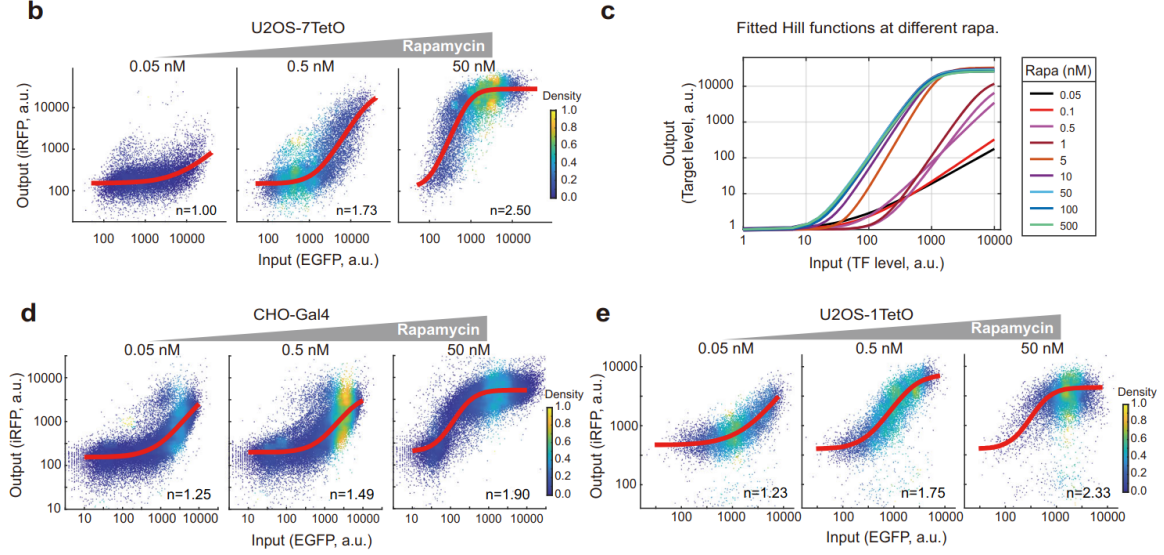 b
U2OS-7TetO
Rapamycin
0.05 nM
0.5 nM
50 nM
Output (iRFP, a.u.)
10000
1000
100
n=1.00
n=1.73
n=2.50
Density
1.0
0.8
0.6
0.4
0.2
0.0
100 1000 10000
100 1000 10000
100 1000 10000
Input (EGFP, a.u.)
c
Fitted Hill functions at different rapa.
Output
(Target level, a.u.)
10000
1000
100
10
1
1 10 100 1000 10000
Input (TF level, a.u.)
Rapa (nM)
0.05
0.1
0.5
1
5
10
50
100
500
d
CHO-Gal4
Rapamycin
0.05 nM
0.5 nM
50 nM
Output (iRFP, a.u.)
10000
1000
100
10
n=1.25
n=1.49
n=1.90
Density
1.0
0.8
0.6
0.4
0.2
0.0
10 100 1000 10000
10 100 1000 10000
10 100 1000 10000
Input (EGFP, a.u.)
e
U2OS-1TetO
Rapamycin
0.05 nM
0.5 nM
50 nM
Output (iRFP, a.u.)
10000
1000
100
n=1.23
n=1.75
n=2.33
Density
1.0
0.8
0.6
0.4
0.2
0.0
100 1000 10000
100 1000 10000
100 1000 10000
Input (EGFP, a.u.)